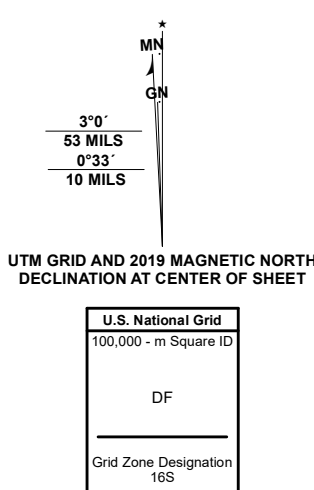 MN
GN
3°0´
53 MILS
0°33´
10 MILS
UTM GRID AND 2019 MAGNETIC NORTH
DECLINATION AT CENTER OF SHEET
U.S. National Grid
100,000 - m Square ID
DF
Grid Zone Designation
16S